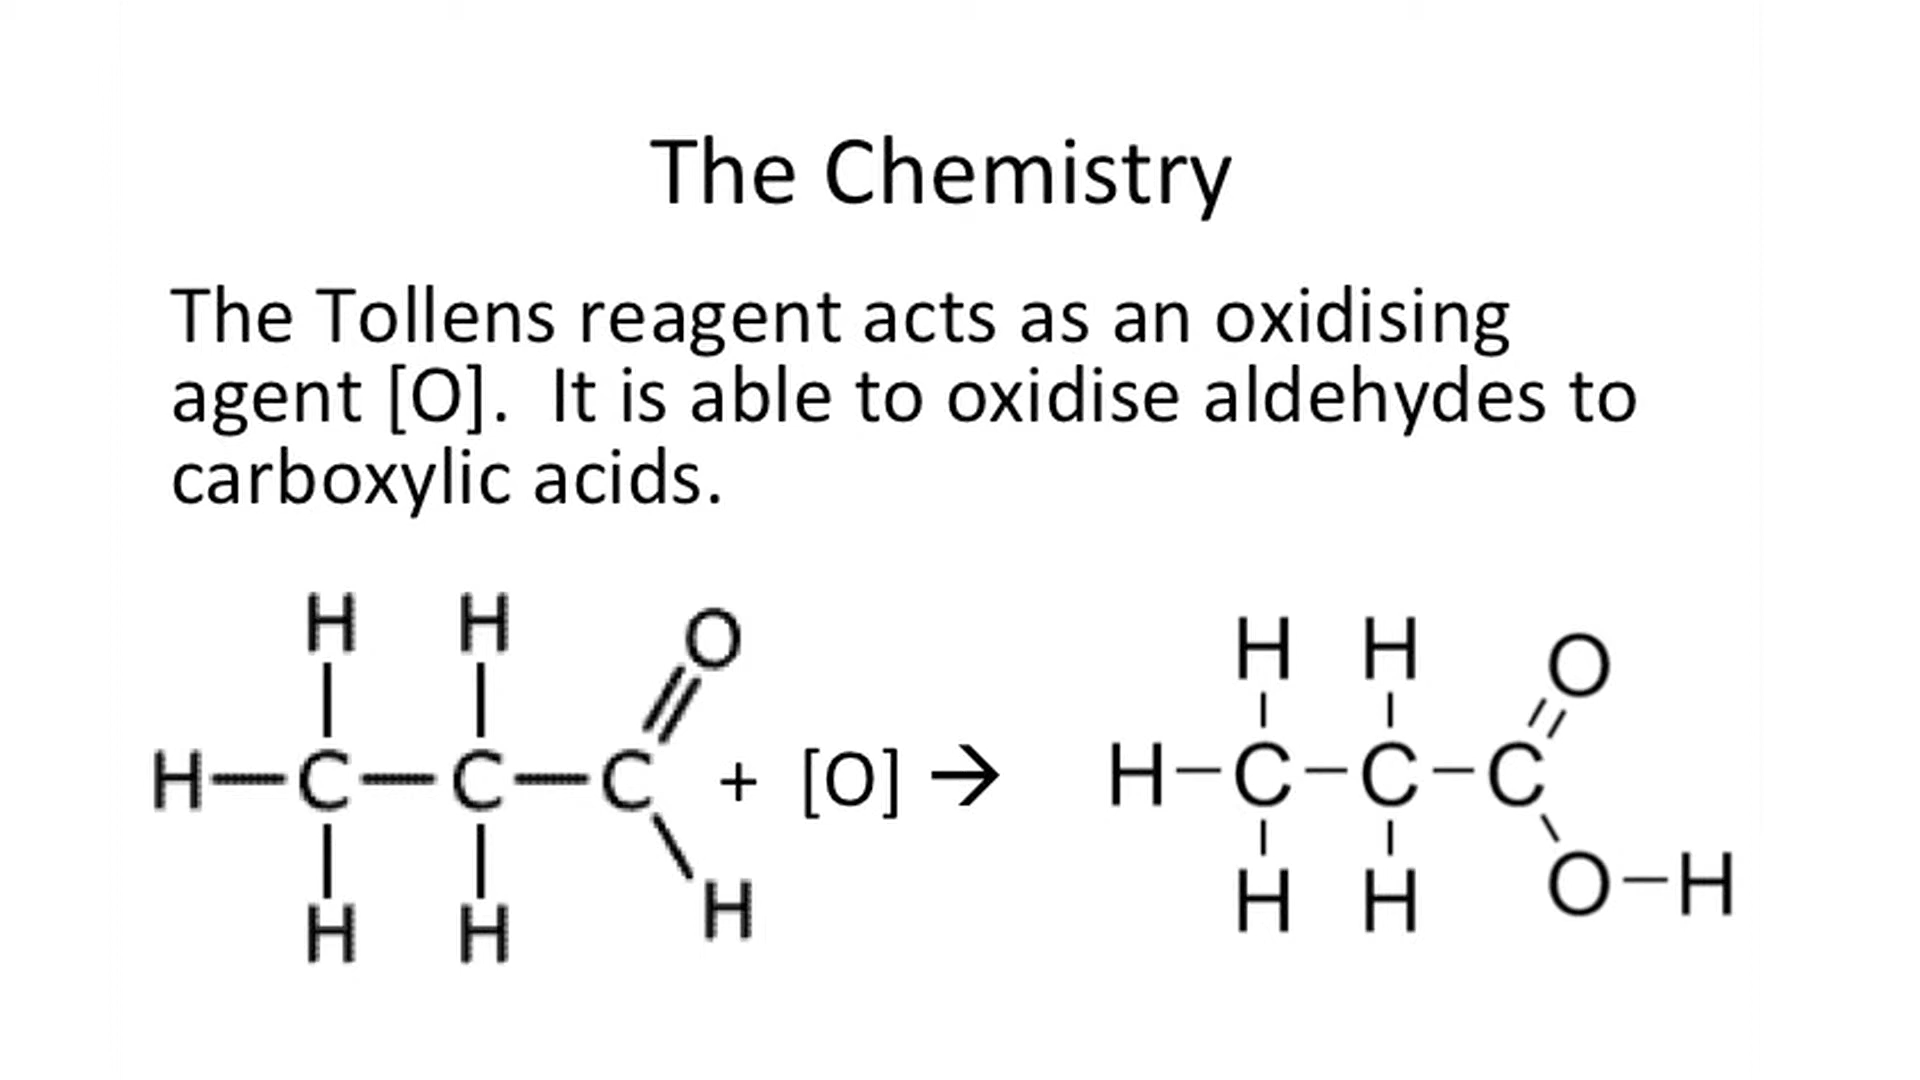 The Chemistry
The Tollens reagent acts as an oxidising
agent [O].  It is able to oxidise aldehydes to
carboxylic acids.
H H O
H—C—C—C + [O] →
H H H
H H O
H—C—C—C
H H O—H